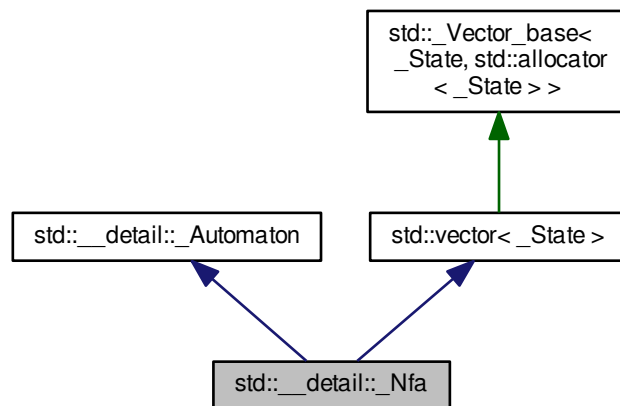 std::_Vector_base<
_State, std::allocator
< _State > >
std::__detail::_Automaton
std::vector< _State >
std::__detail::_Nfa